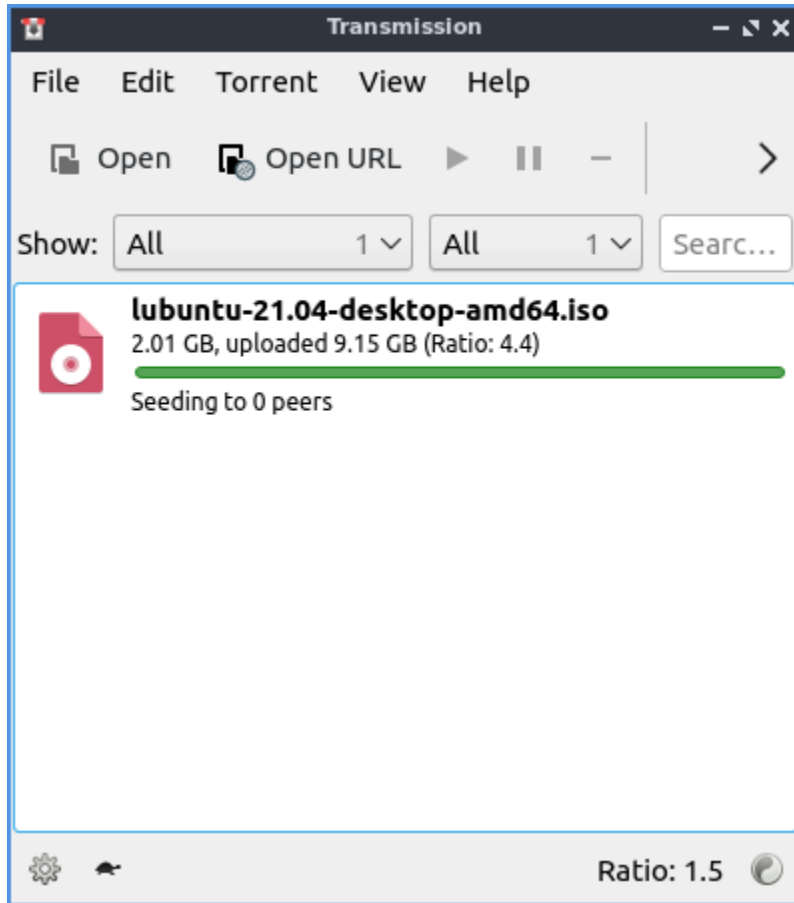 Transmission
File Edit Torrent View Help
Open Open URL
Show: All 1 All 1 Searc...
lubuntu-21.04-desktop-amd64.iso
2.01 GB, uploaded 9.15 GB (Ratio: 4.4)
Seeding to 0 peers
Ratio: 1.5